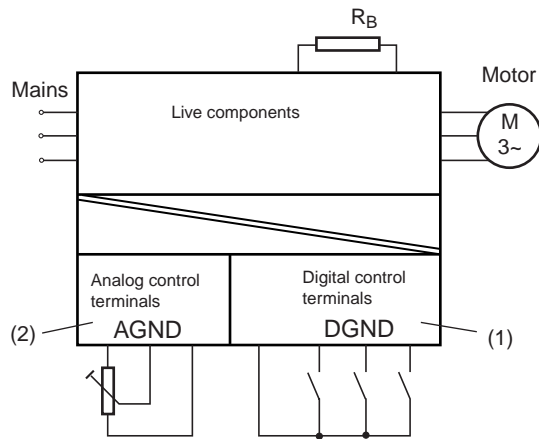 R_B
Mains
Motor
Live components
M
3~
Analog control
terminals
AGND
Digital control
terminals
DGND
(2)
(1)